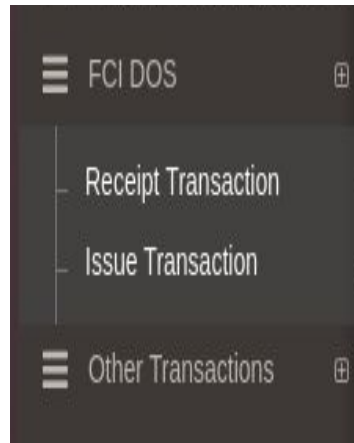 FCI DOS
Receipt Transaction
Issue Transaction
Other Transactions